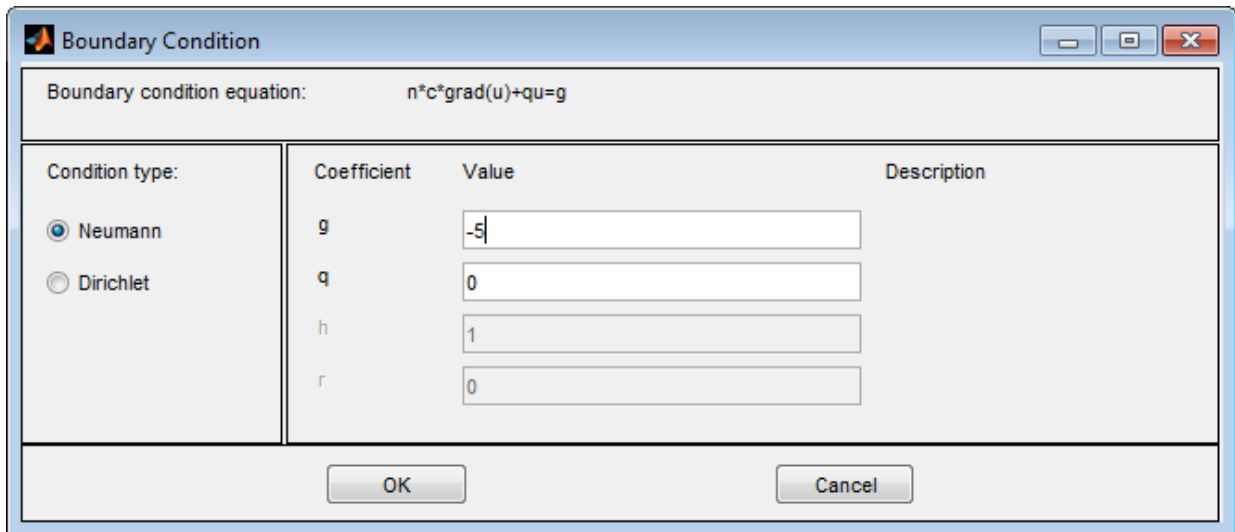 Boundary Condition
Boundary condition equation: n*c*grad(u)+qu=g
Condition type:
Neumann
Dirichlet
Coefficient Value Description
g -5
q 0
h 1
r 0
OK Cancel